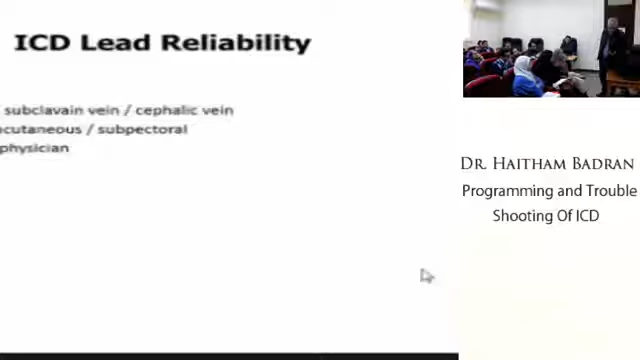 ICD Lead Reliability
subclavain vein / cephalic vein
cutaneous / subpectoral
physician
DR. HAITHAM BADRAN
Programming and Trouble
Shooting Of ICD